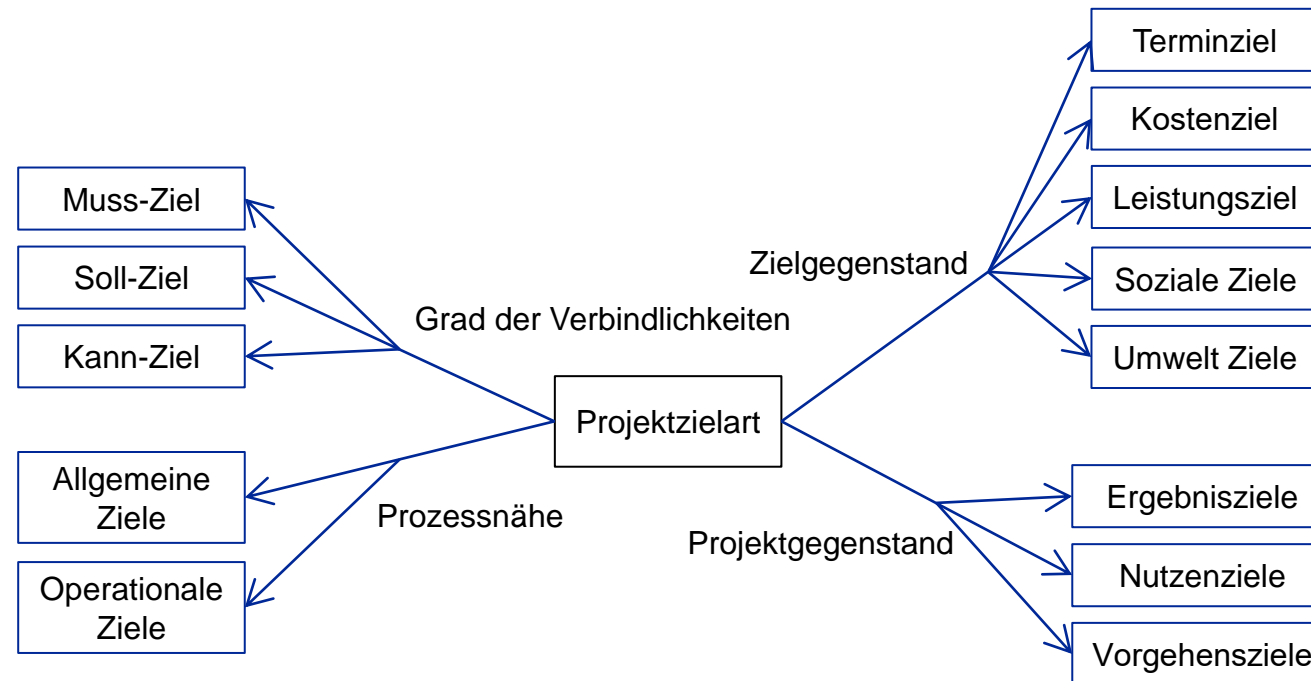 Terminziel
Kostenziel
Muss-Ziel
Leistungsziel
Soll-Ziel
Zielgegenstand
Soziale Ziele
Grad der Verbindlichkeiten
Kann-Ziel
Umwelt Ziele
Projektzielart
Allgemeine
Ziele
Prozessnähe
Ergebnisziele
Projektgegenstand
Operationale
Ziele
Nutzenziele
Vorgehensziele